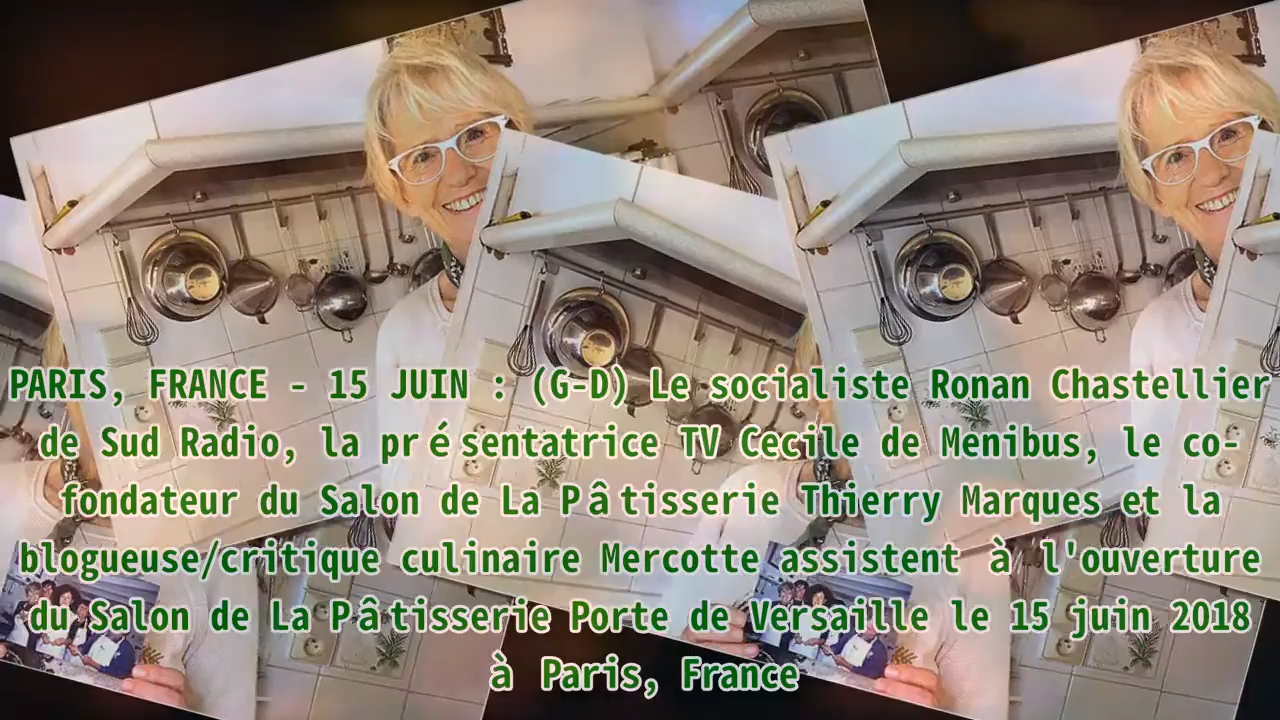 PARIS, FRANCE - 15 JUIN : (G-D) Le socialiste Ronan Chastellier
de Sud Radio, la présentatrice TV Cecile de Menibus, le co-
fondateur du Salon de La Pâtisserie Thierry Marques et la
blogueuse/critique culinaire Mercotte assistent à l'ouverture
du Salon de La Pâtisserie Porte de Versaille le 15 juin 2018
à Paris, France